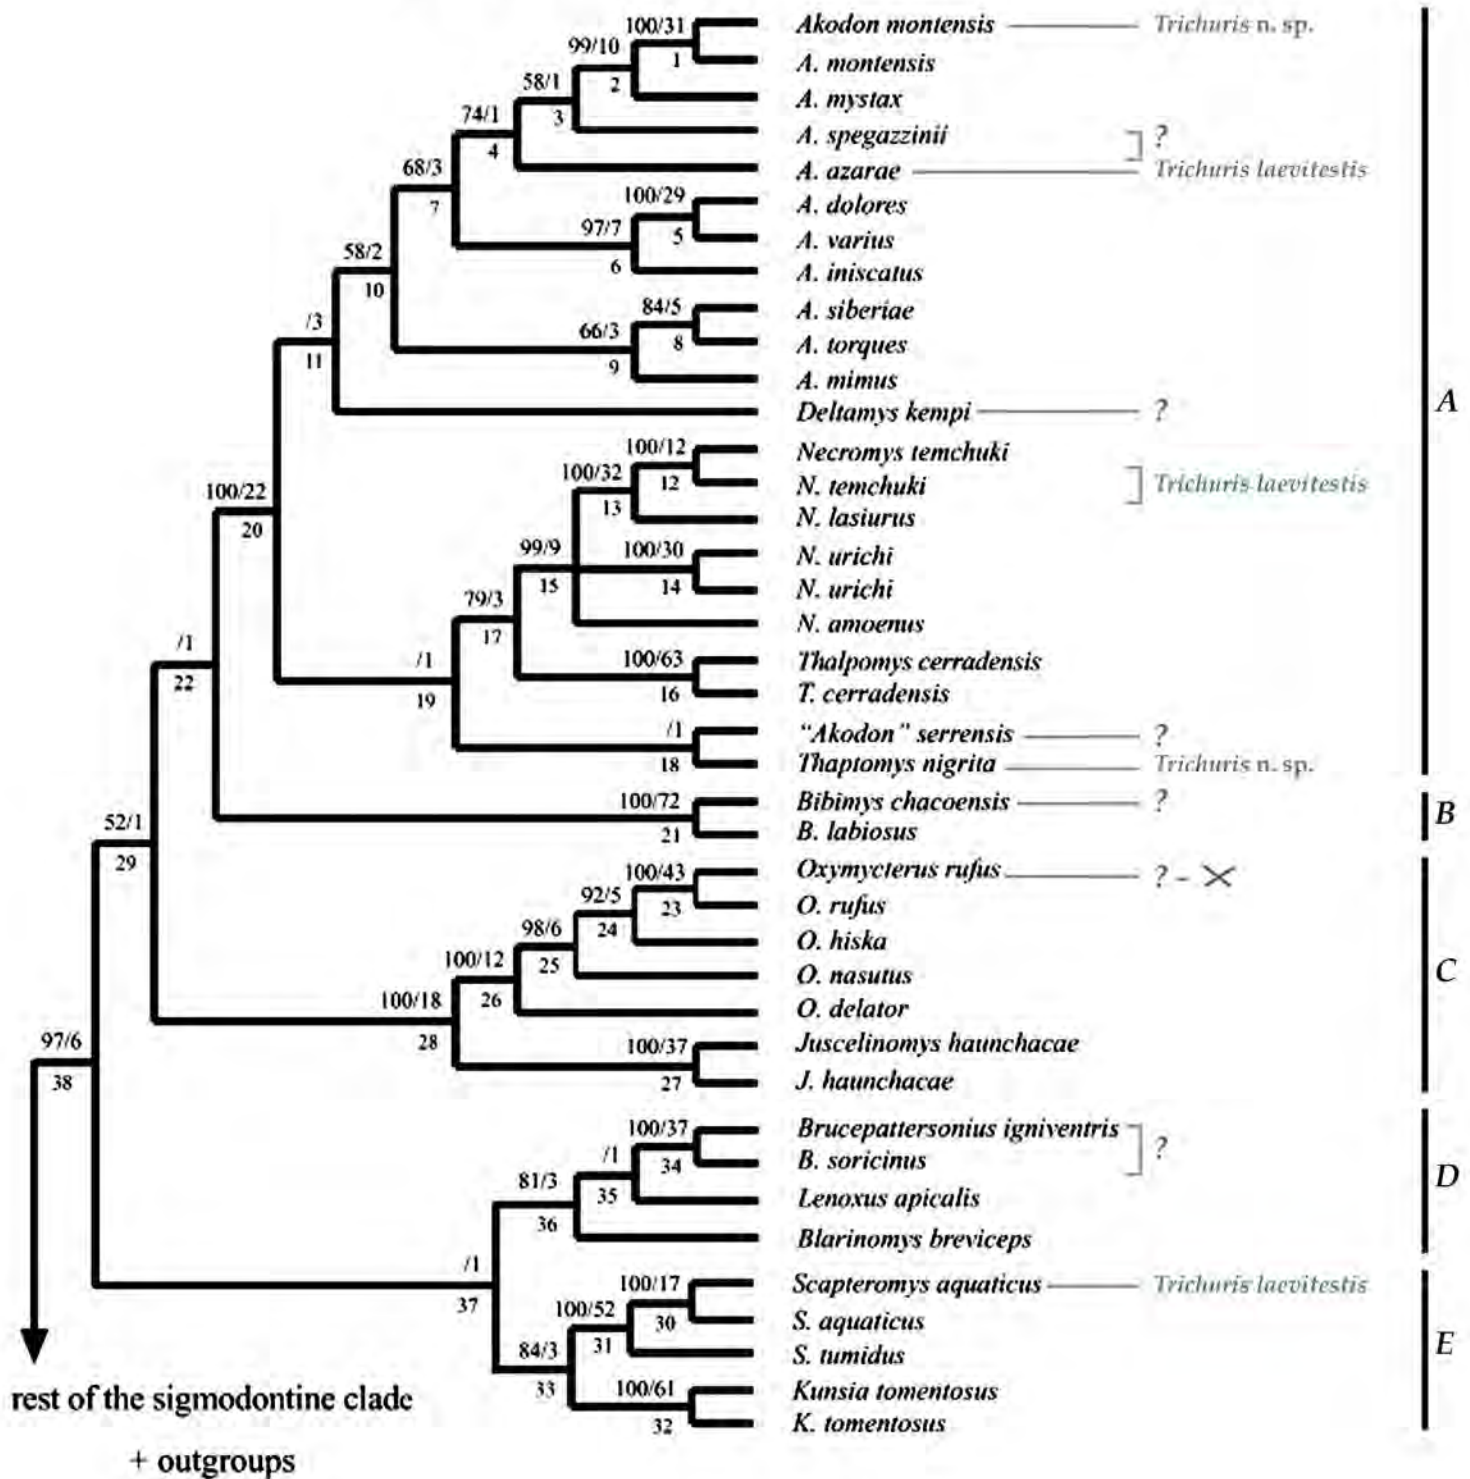 100/31 Akodon montensis Trichuris n. sp.
1 A. montensis
99/10
2 A. mystax
58/1
3 A. spegazzinii ?
74/1
4 A. azarae Trichuris laevitestis
68/3
7
100/29 A. dolores
5 A. varius
97/7
6 A. iniscatus
58/2
10
84/5 A. siberiae
8 A. torques
66/3
9 A. mimus
/3
11
A
Deltamys kempi ?
100/12 Necromys temchuki
12 N. temchuki Trichuris laevitestis
100/32
13 N. lasiurus
100/22
20
99/9
15
100/30 N. urichi
14 N. urichi
79/3
17
N. amoenus
/1
22
/1
19
100/63 Thalpomys cerradensis
16 T. cerradensis
/1 "Akodon" serrensis ?
18 Thaptomys nigrita Trichuris n. sp.
100/72 Bibimys chacoensis ?
21 B. labiosus
B
52/1
29
100/43 Oxymycterus rufus ? -
23 O. rufus
92/5
24 O. hiska
98/6
25 O. nasutus
C
100/12
26 O. delator
100/18
28
97/6
38
100/37 Juscelinomys haunchacae
27 J. haunchacae
100/37 Brucepattersonius igniventris
34 B. soricinus ?
/1
35 Lenoxus apicalis
D
81/3
36 Blarinomys breviceps
/1
37
100/17 Scapteromys aquaticus Trichuris laevitestis
30 S. aquaticus
100/52
31 S. tumidus
E
84/3
33
100/61 Kunsia tomentosus
32 K. tomentosus
rest of the sigmodontine clade
+ outgroups